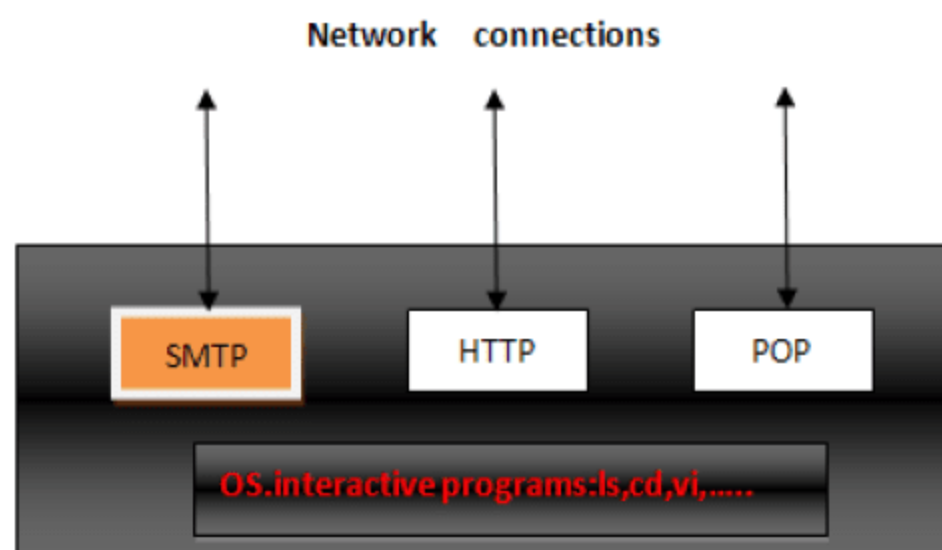 Network connections
SMTP
HTTP
POP
OS.interactive programs:ls,cd,vi,.....